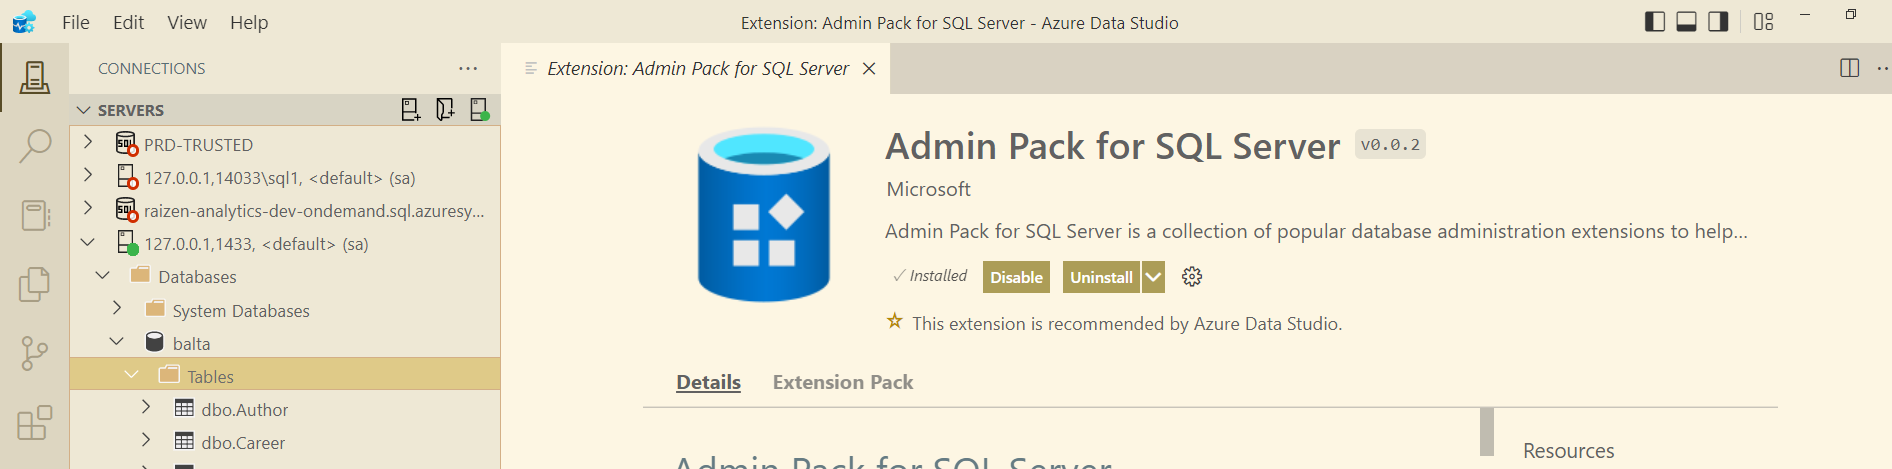 File Edit View Help
Extension: Admin Pack for SQL Server - Azure Data Studio
CONNECTIONS
SERVERS
PRD-TRUSTED
127.0.0.1,14033\sql1, <default> (sa)
raizen-analytics-dev-ondemand.sql.azuresy...
127.0.0.1,1433, <default> (sa)
Databases
System Databases
balta
Tables
dbo.Author
dbo.Career
Extension: Admin Pack for SQL Server
Admin Pack for SQL Server v0.0.2
Microsoft
Admin Pack for SQL Server is a collection of popular database administration extensions to help...
Installed Disable Uninstall
This extension is recommended by Azure Data Studio.
Details Extension Pack
Admin Pack for SQL Server
Resources